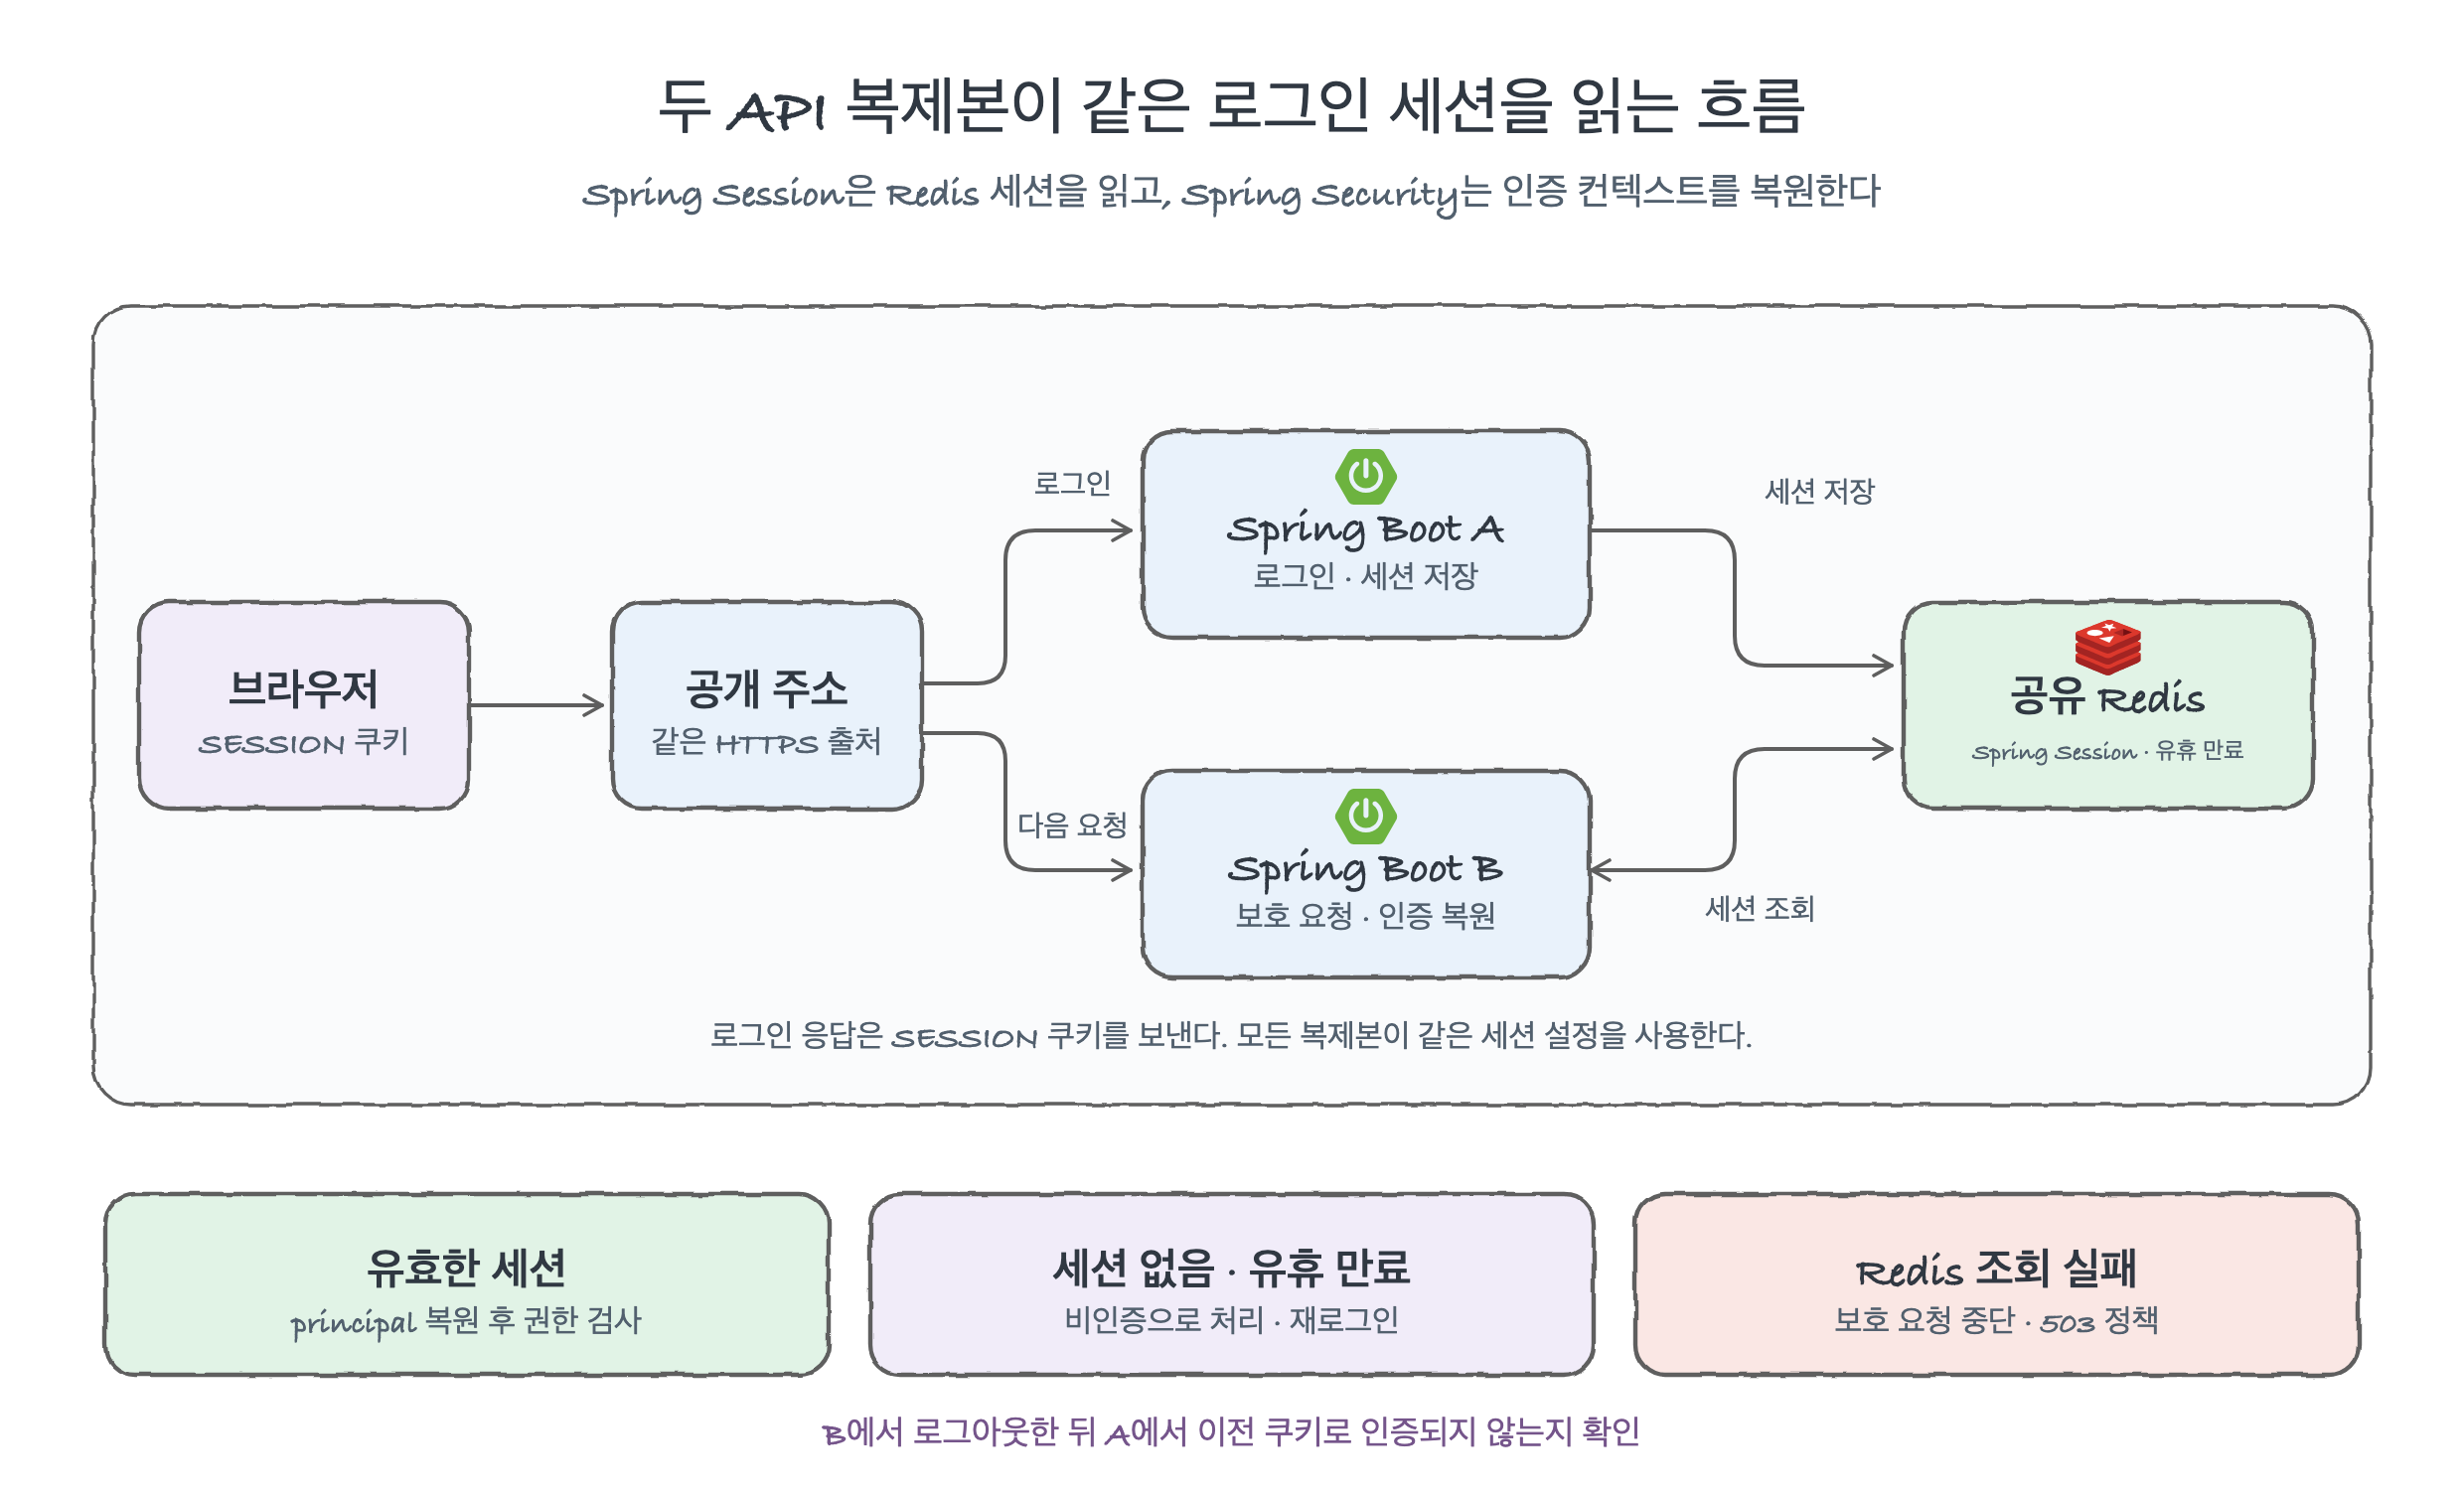 두 API 복제본이 같은 로그인 세션을 읽는 흐름
Spring Session은 Redis 세션을 읽고, Spring Security는 인증 컨텍스트를 복원한다
로그인
Spring Boot A
로그인 · 세션 저장
세션 저장
브라우저
SESSION 쿠키
공개 주소
같은 HTTPS 출처
공유 Redis
Spring Session · 유휴 만료
다음 요청
Spring Boot B
보호 요청 · 인증 복원
세션 조회
로그인 응답은 SESSION 쿠키를 보낸다. 모든 복제본이 같은 세션 설정을 사용한다.
유효한 세션
principal 복원 후 권한 검사
세션 없음 · 유휴 만료
비인증으로 처리 · 재로그인
Redis 조회 실패
보호 요청 중단 · 503 정책
B에서 로그아웃한 뒤 A에서 이전 쿠키로 인증되지 않는지 확인